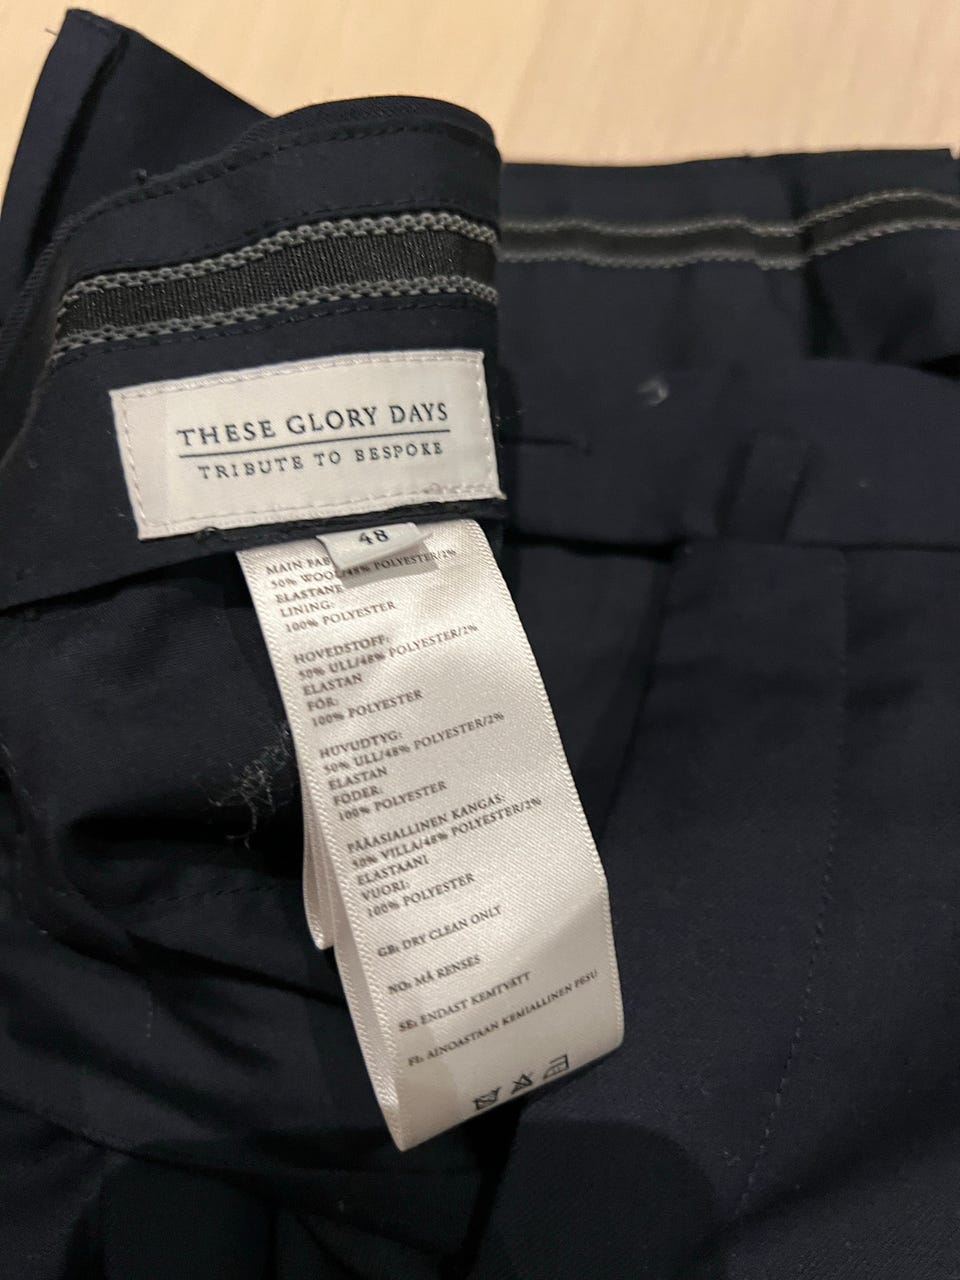 THESE GLORY DAYS
TRIBUTE TO BESPOKE
48
MAIN FAB
50% WOOL/48% POLYESTER/2%
ELASTANE
LINING:
100% POLYESTER
HOVEDSTOFF:
50% ULL/48% POLYESTER/2%
ELASTAN
FÔR:
100% POLYESTER
HUVUDTYG:
50% ULL/48% POLYESTER/2%
ELASTAN
FODER:
100% POLYESTER
PÄÄASIALLINEN KANGAS:
50% VILLA/48% POLYESTER/2%
ELASTAANI
VUORI:
100% POLYESTER
GB: DRY CLEAN ONLY
NO: MÅ RENSES
SE: ENDAST KEMTVÄTT
FI: AINOASTAAN KEMIALLINEN PESU